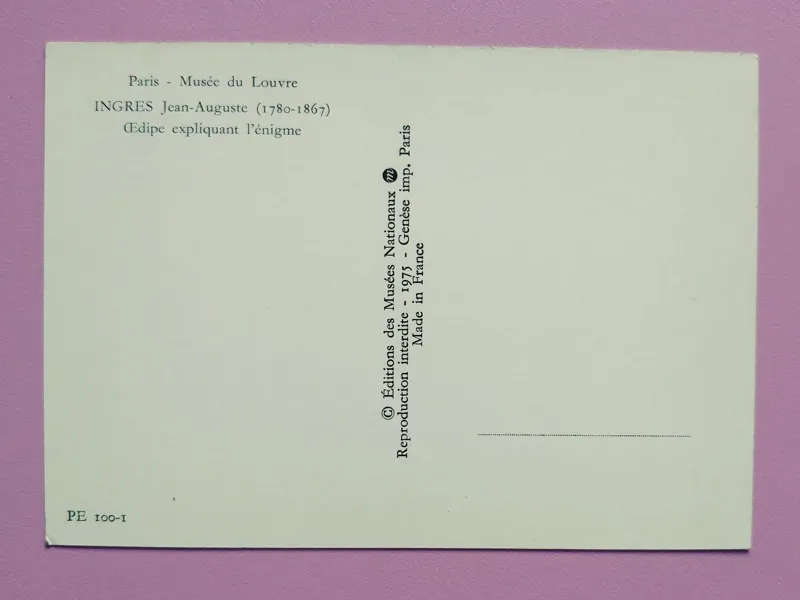 Paris - Musée du Louvre
INGRES Jean-Auguste (1780-1867)
Œdipe expliquant l'énigme
© Éditions des Musées Nationaux m
Reproduction interdite - 1975 - Genèse imp. Paris
Made in France
PE 100-1